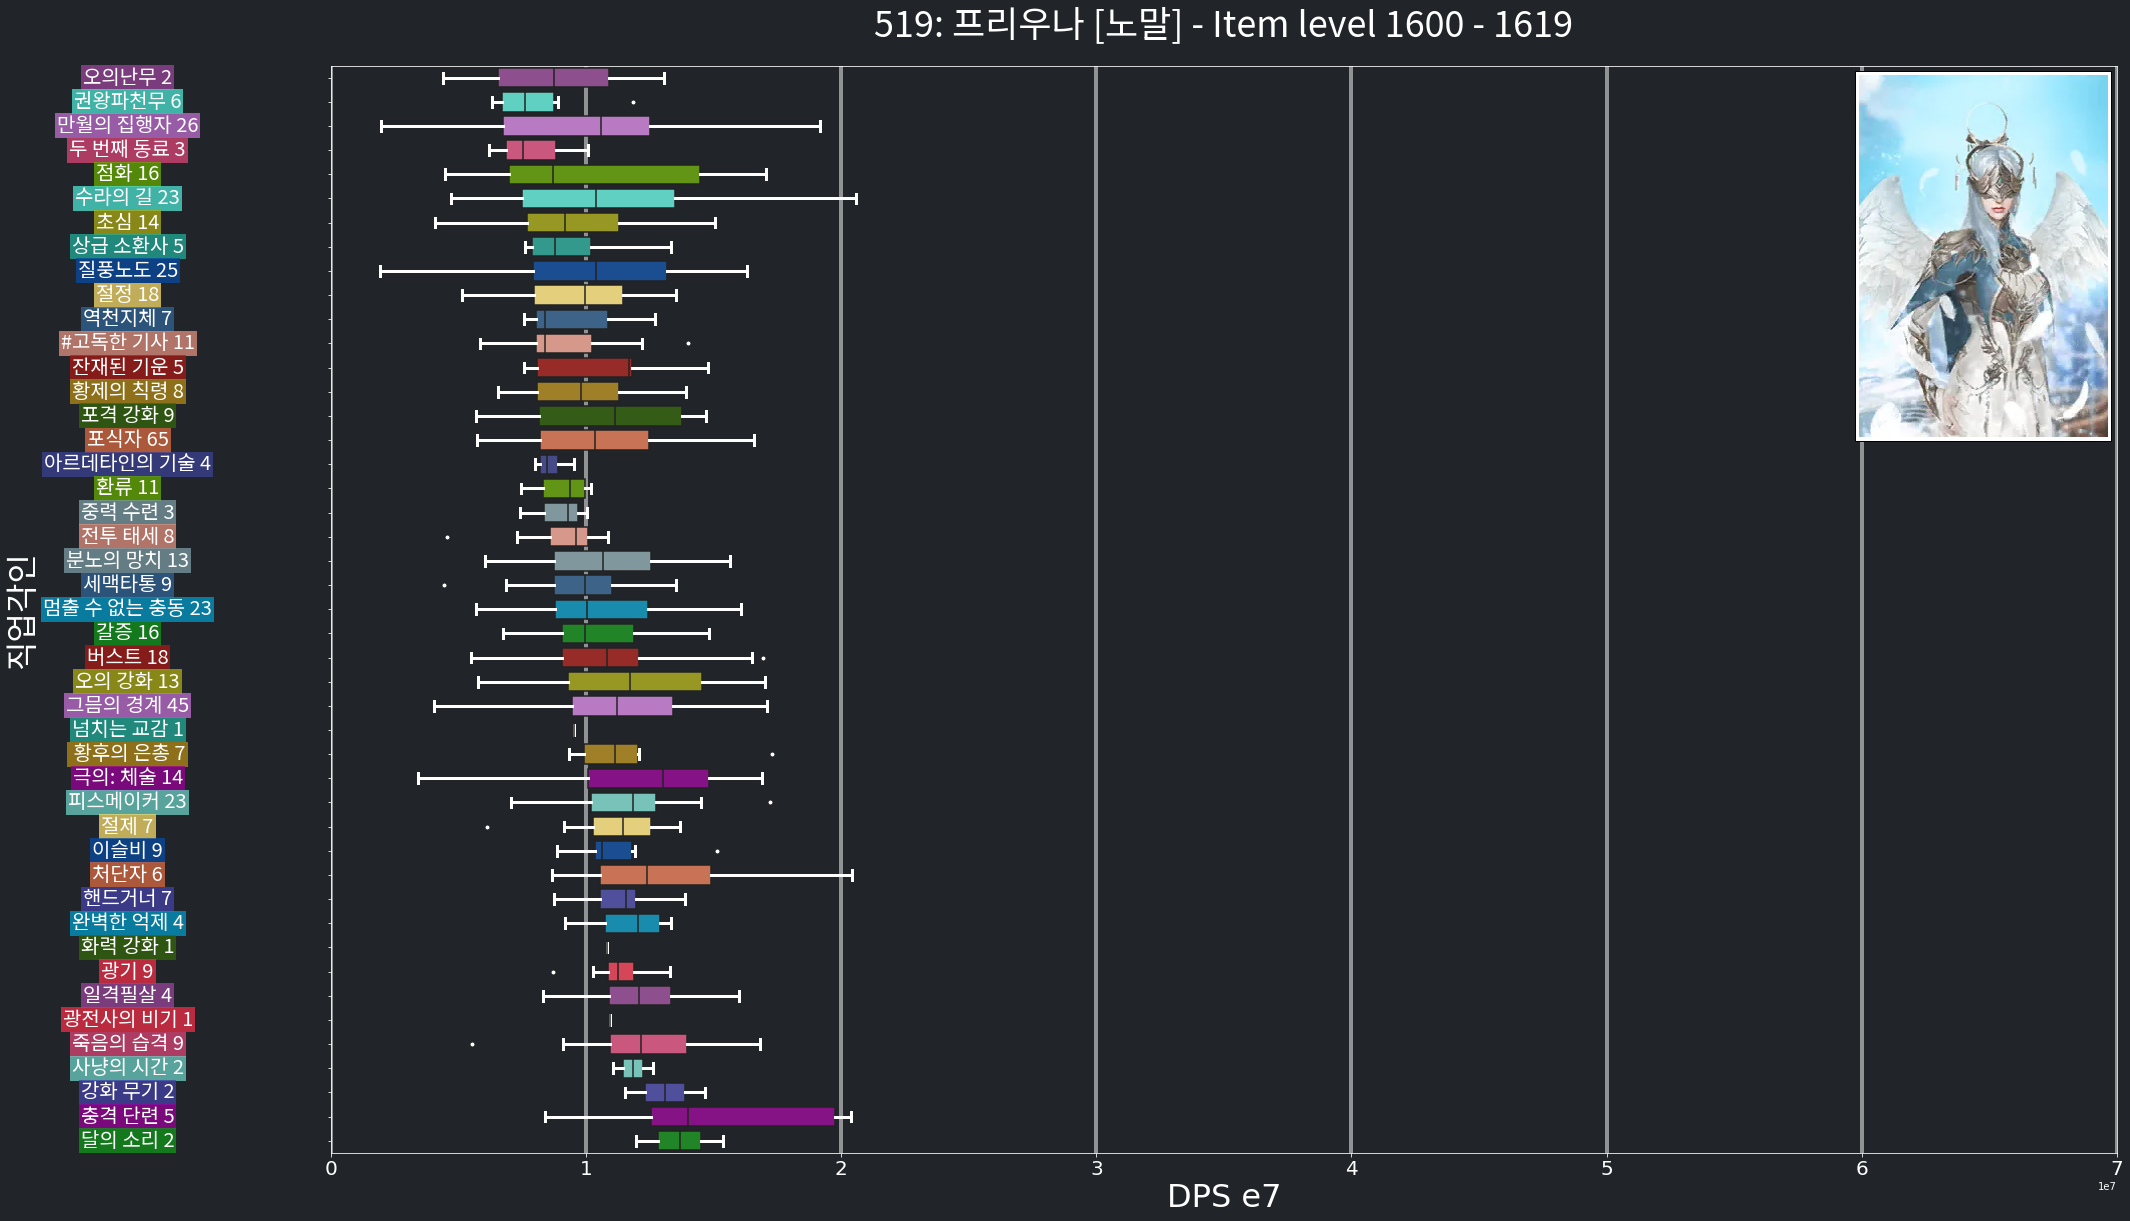 519: 프리우나 [노말] - Item level 1600 - 1619
직업각인
오의난무 2
권왕파천무 6
만월의 집행자 26
두 번째 동료 3
점화 16
수라의 길 23
초심 14
상급 소환사 5
질풍노도 25
절정 18
역천지체 7
#고독한 기사 11
잔재된 기운 5
황제의 칙령 8
포격 강화 9
포식자 65
아르데타인의 기술 4
환류 11
중력 수련 3
전투 태세 8
분노의 망치 13
세맥타통 9
멈출 수 없는 충동 23
갈증 16
버스트 18
오의 강화 13
그믐의 경계 45
넘치는 교감 1
황후의 은총 7
극의: 체술 14
피스메이커 23
절제 7
이슬비 9
처단자 6
핸드거너 7
완벽한 억제 4
화력 강화 1
광기 9
일격필살 4
광전사의 비기 1
죽음의 습격 9
사냥의 시간 2
강화 무기 2
충격 단련 5
달의 소리 2
0 1 2 3 4 5 6 7
1e7
DPS e7